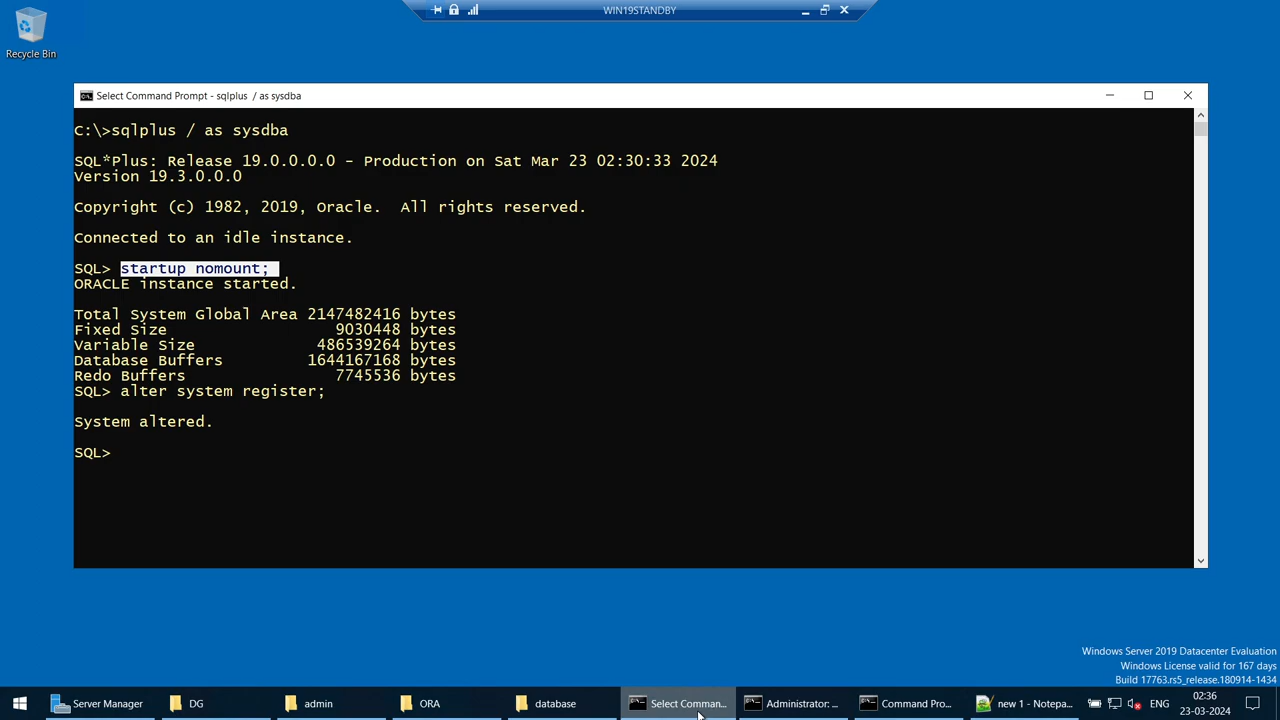 WIN19STANDBY
Recycle Bin
Select Command Prompt - sqlplus / as sysdba
C:\>sqlplus / as sysdba
SQL*Plus: Release 19.0.0.0.0 - Production on Sat Mar 23 02:30:33 2024
Version 19.3.0.0.0
Copyright (c) 1982, 2019, Oracle.  All rights reserved.
Connected to an idle instance.
SQL> startup nomount;
ORACLE instance started.
Total System Global Area 2147482416 bytes
Fixed Size                  9030448 bytes
Variable Size             486539264 bytes
Database Buffers         1644167168 bytes
Redo Buffers                7745536 bytes
SQL> alter system register;
System altered.
SQL>
Windows Server 2019 Datacenter Evaluation
Windows License valid for 167 days
Build 17763.rs5_release.180914-1434
Server Manager
DG
admin
ORA
database
Select Comman...
Administrator: ...
Command Pro...
new 1 - Notepa...
ENG
02:36
23-03-2024